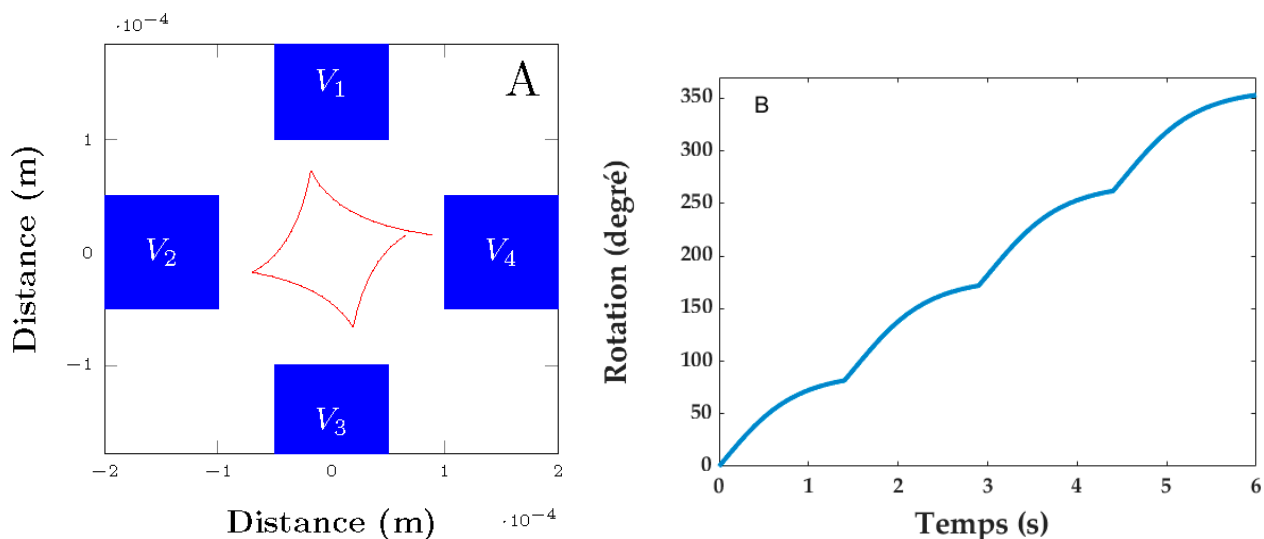 ·10⁻⁴
A
V₁
V₂
V₄
V₃
1
0
−1
−2
−1
0
1
2
Distance (m)
Distance (m)
·10⁻⁴
B
350
300
250
200
150
100
50
0
0
1
2
3
4
5
6
Rotation (degré)
Temps (s)